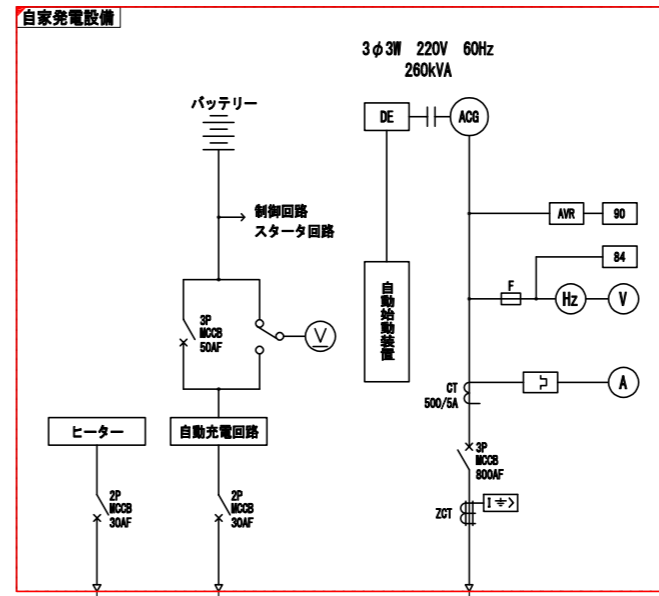 自家発電設備
3φ3W 220V 60Hz
260kVA
バッテリー
DE
ACG
制御回路
スタータ回路
AVR
90
84
F
Hz
V
自動始動装置
3P
MCCB
50AF
V
CT
500/5A
A
ヒーター
自動充電回路
3P
MCCB
800AF
2P
MCCB
30AF
2P
MCCB
30AF
ZCT
I⏚>